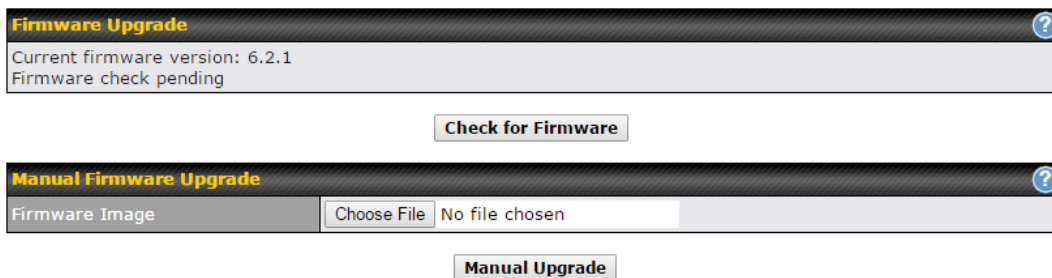 Firmware Upgrade ?
Current firmware version: 6.2.1
Firmware check pending
Check for Firmware
Manual Firmware Upgrade ?
Firmware Image Choose File No file chosen
Manual Upgrade